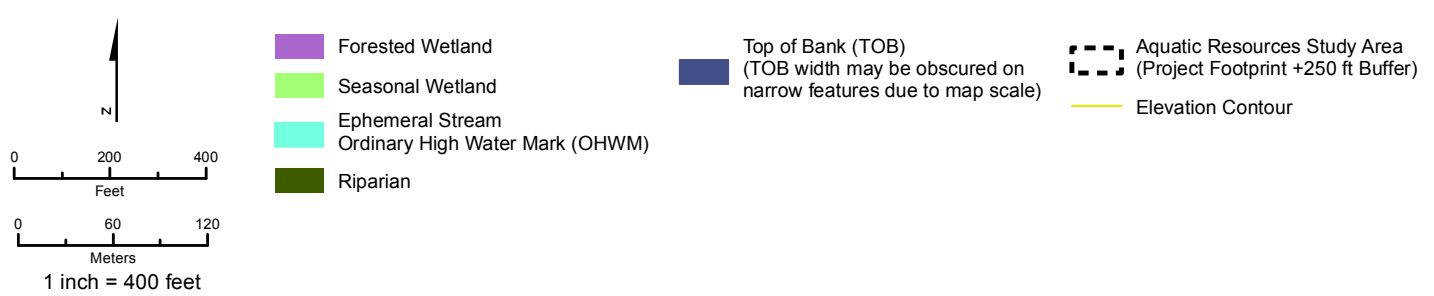 N
0 200 400
Feet
0 60 120
Meters
1 inch = 400 feet
Forested Wetland
Seasonal Wetland
Ephemeral Stream
Ordinary High Water Mark (OHWM)
Riparian
Top of Bank (TOB)
(TOB width may be obscured on
narrow features due to map scale)
Aquatic Resources Study Area
(Project Footprint +250 ft Buffer)
Elevation Contour